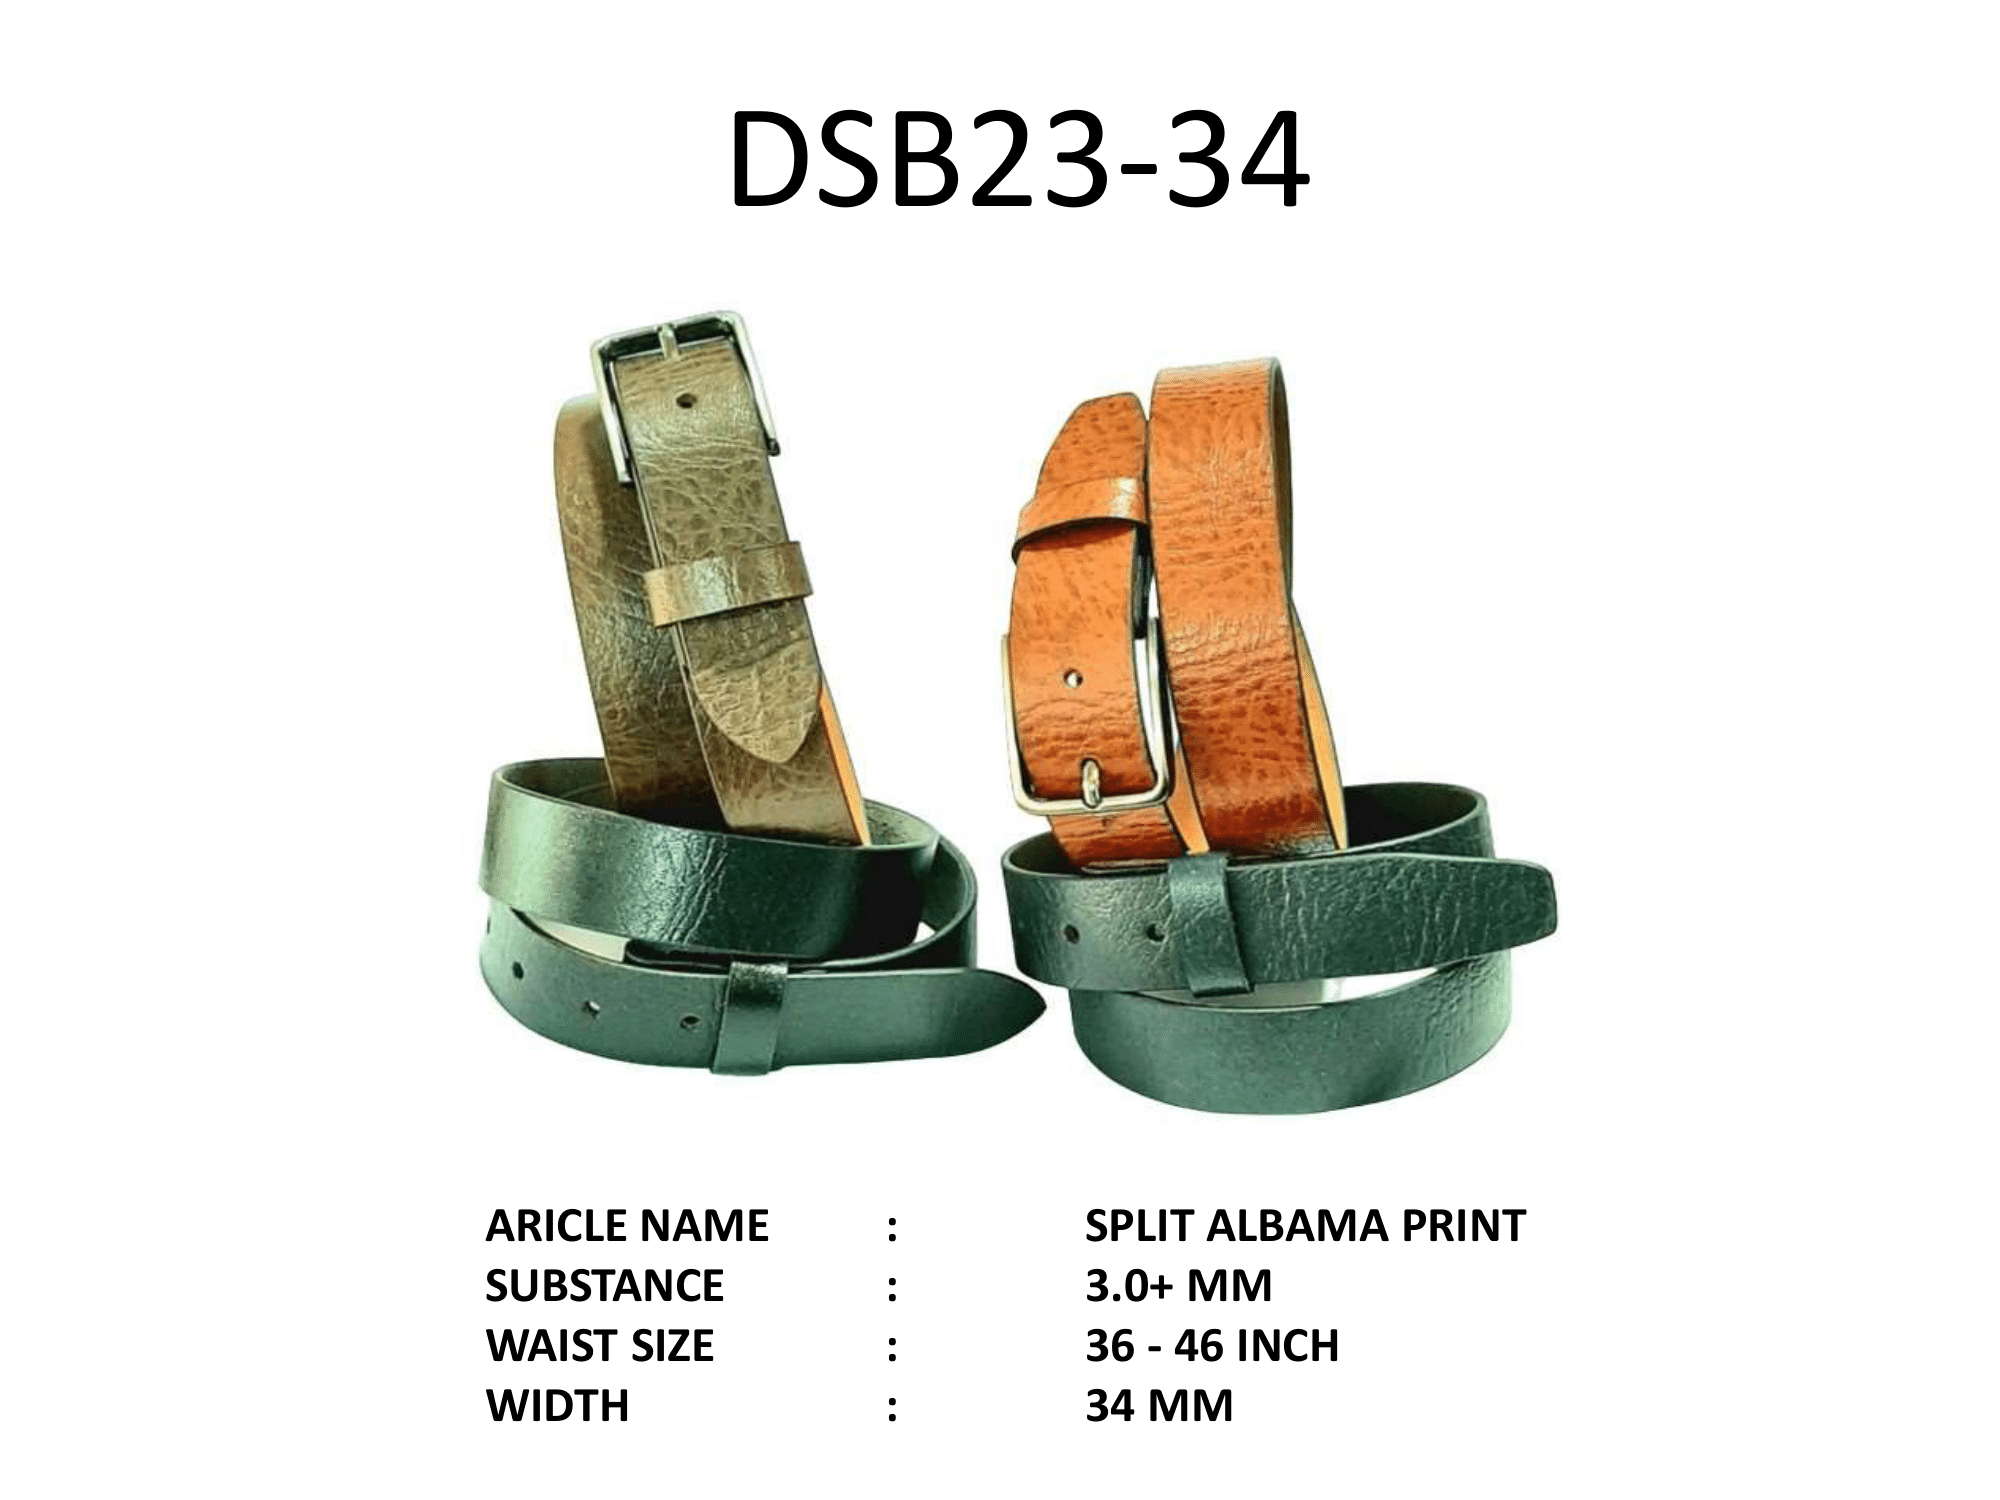 DSB23-34
ARICLE NAME : SPLIT ALBAMA PRINT
SUBSTANCE : 3.0+ MM
WAIST SIZE : 36 - 46 INCH
WIDTH : 34 MM